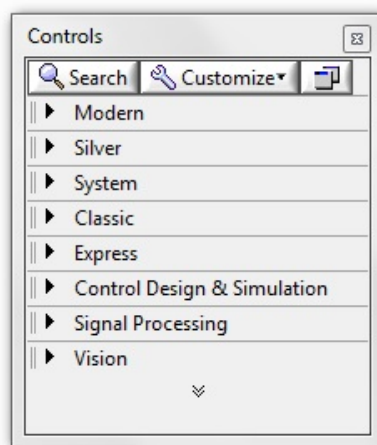 Controls
Search Customize
Modern
Silver
System
Classic
Express
Control Design & Simulation
Signal Processing
Vision